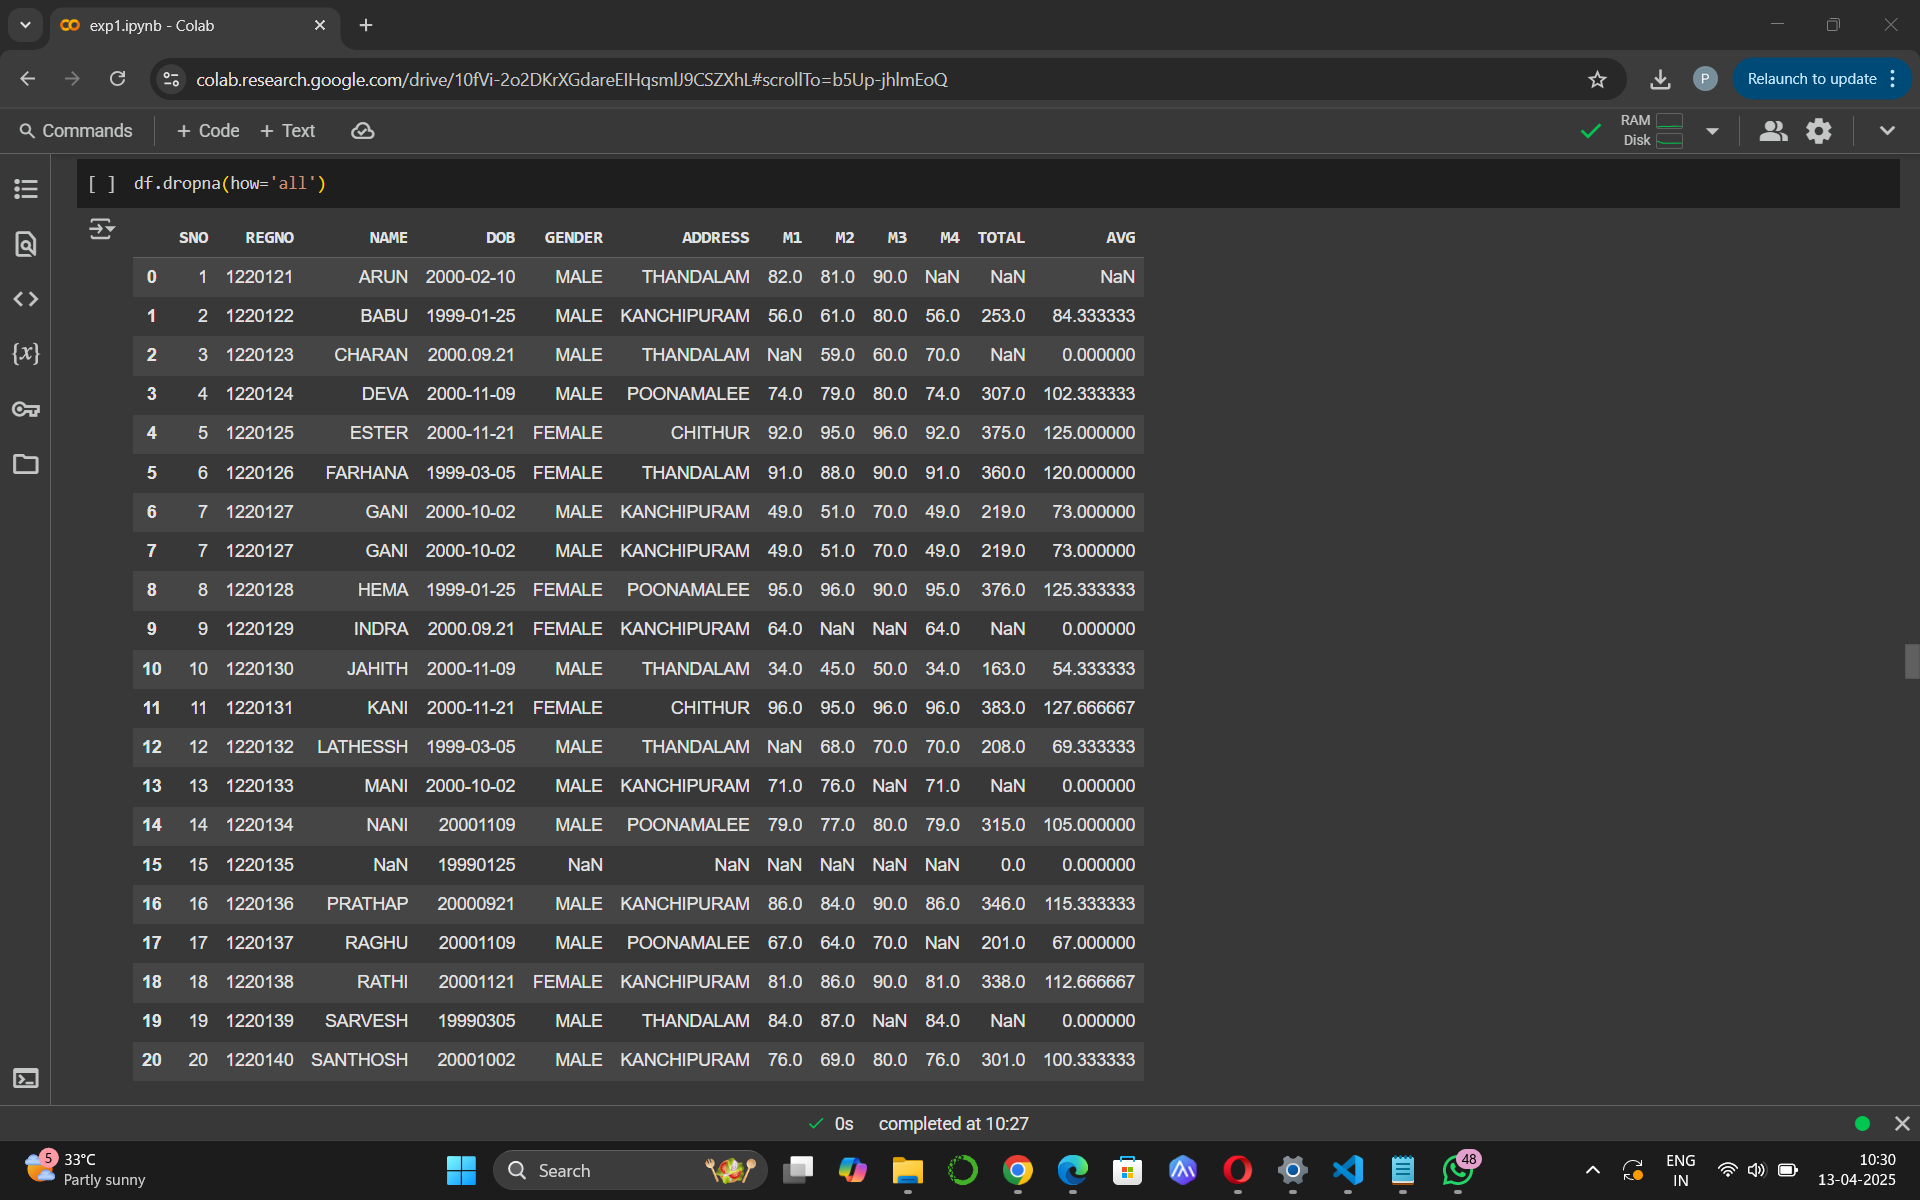 exp1.ipynb - Colab
colab.research.google.com/drive/10fVi-2o2DKrXGdareEIHqsmlJ9CSZXhL#scrollTo=b5Up-jhlmEoQ
P
Relaunch to update
Commands
+ Code
+ Text
RAM
Disk
[ ] df.dropna(how='all')
SNO REGNO NAME DOB GENDER ADDRESS M1 M2 M3 M4 TOTAL AVG
0 1 1220121 ARUN 2000-02-10 MALE THANDALAM 82.0 81.0 90.0 NaN NaN NaN
1 2 1220122 BABU 1999-01-25 MALE KANCHIPURAM 56.0 61.0 80.0 56.0 253.0 84.333333
2 3 1220123 CHARAN 2000.09.21 MALE THANDALAM NaN 59.0 60.0 70.0 NaN 0.000000
3 4 1220124 DEVA 2000-11-09 MALE POONAMALEE 74.0 79.0 80.0 74.0 307.0 102.333333
4 5 1220125 ESTER 2000-11-21 FEMALE CHITHUR 92.0 95.0 96.0 92.0 375.0 125.000000
5 6 1220126 FARHANA 1999-03-05 FEMALE THANDALAM 91.0 88.0 90.0 91.0 360.0 120.000000
6 7 1220127 GANI 2000-10-02 MALE KANCHIPURAM 49.0 51.0 70.0 49.0 219.0 73.000000
7 7 1220127 GANI 2000-10-02 MALE KANCHIPURAM 49.0 51.0 70.0 49.0 219.0 73.000000
8 8 1220128 HEMA 1999-01-25 FEMALE POONAMALEE 95.0 96.0 90.0 95.0 376.0 125.333333
9 9 1220129 INDRA 2000.09.21 FEMALE KANCHIPURAM 64.0 NaN NaN 64.0 NaN 0.000000
10 10 1220130 JAHITH 2000-11-09 MALE THANDALAM 34.0 45.0 50.0 34.0 163.0 54.333333
11 11 1220131 KANI 2000-11-21 FEMALE CHITHUR 96.0 95.0 96.0 96.0 383.0 127.666667
12 12 1220132 LATHESSH 1999-03-05 MALE THANDALAM NaN 68.0 70.0 70.0 208.0 69.333333
13 13 1220133 MANI 2000-10-02 MALE KANCHIPURAM 71.0 76.0 NaN 71.0 NaN 0.000000
14 14 1220134 NANI 20001109 MALE POONAMALEE 79.0 77.0 80.0 79.0 315.0 105.000000
15 15 1220135 NaN 19990125 NaN NaN NaN NaN NaN NaN 0.0 0.000000
16 16 1220136 PRATHAP 20000921 MALE KANCHIPURAM 86.0 84.0 90.0 86.0 346.0 115.333333
17 17 1220137 RAGHU 20001109 MALE POONAMALEE 67.0 64.0 70.0 NaN 201.0 67.000000
18 18 1220138 RATHI 20001121 FEMALE KANCHIPURAM 81.0 86.0 90.0 81.0 338.0 112.666667
19 19 1220139 SARVESH 19990305 MALE THANDALAM 84.0 87.0 NaN 84.0 NaN 0.000000
20 20 1220140 SANTHOSH 20001002 MALE KANCHIPURAM 76.0 69.0 80.0 76.0 301.0 100.333333
0s completed at 10:27
5
33°C
Partly sunny
Search
48
ENG
IN
10:30
13-04-2025